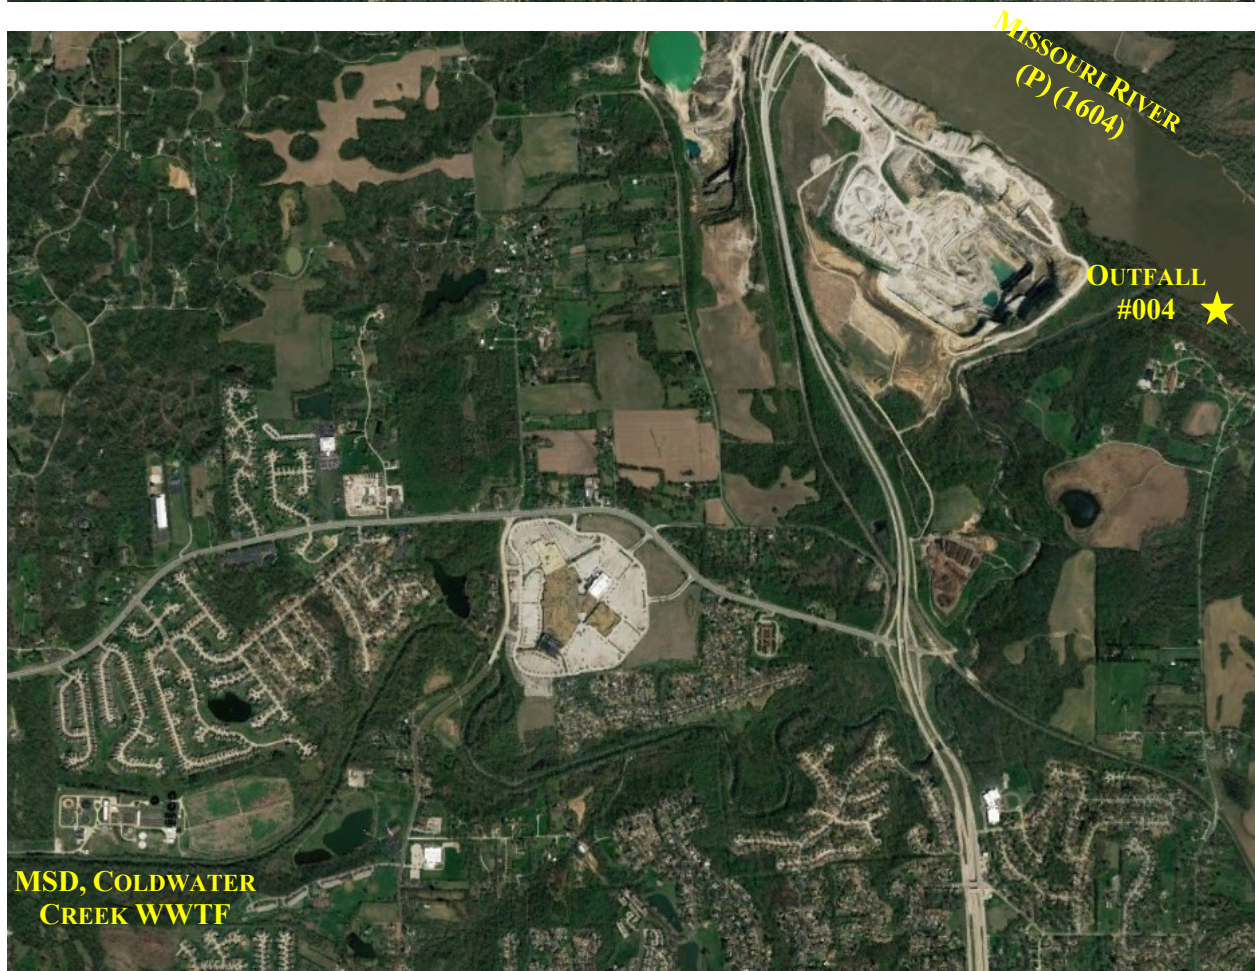 MISSOURI RIVER
(P) (1604)
OUTFALL
#004
MSD, COLDWATER
CREEK WWTF